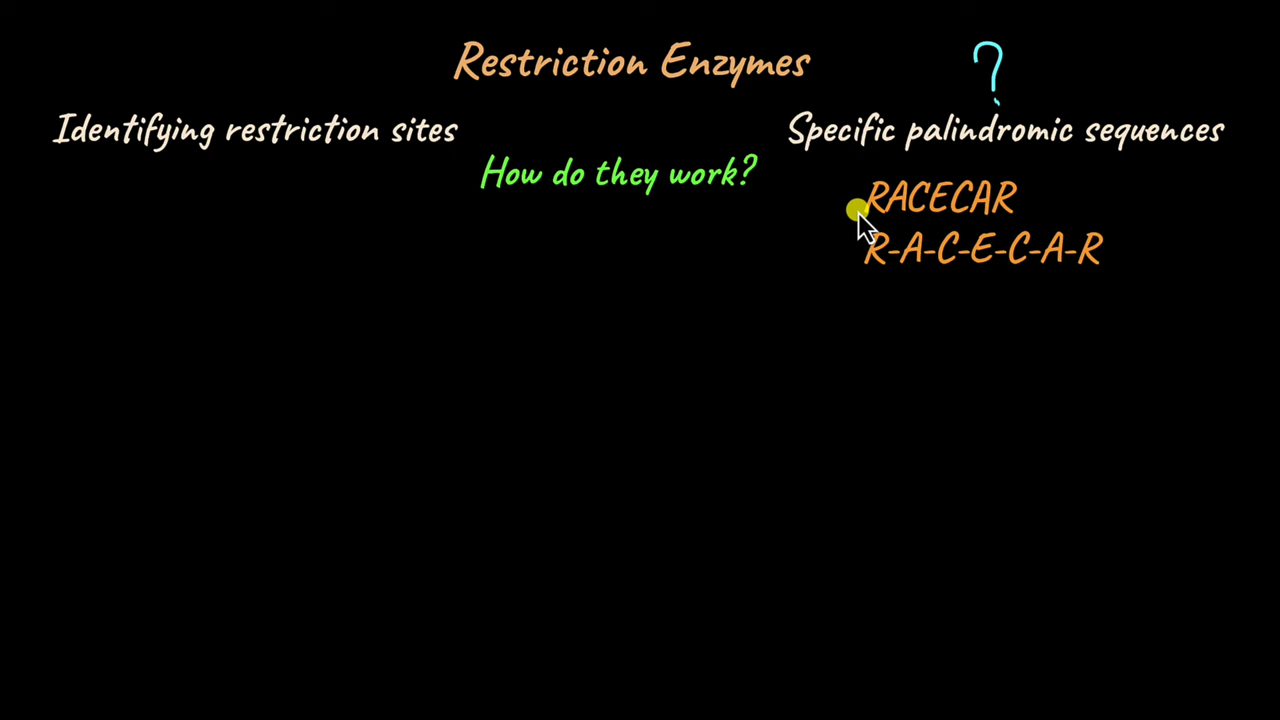 Restriction Enzymes
?
Identifying restriction sites
Specific palindromic sequences
How do they work?
RACECAR
R-A-C-E-C-A-R